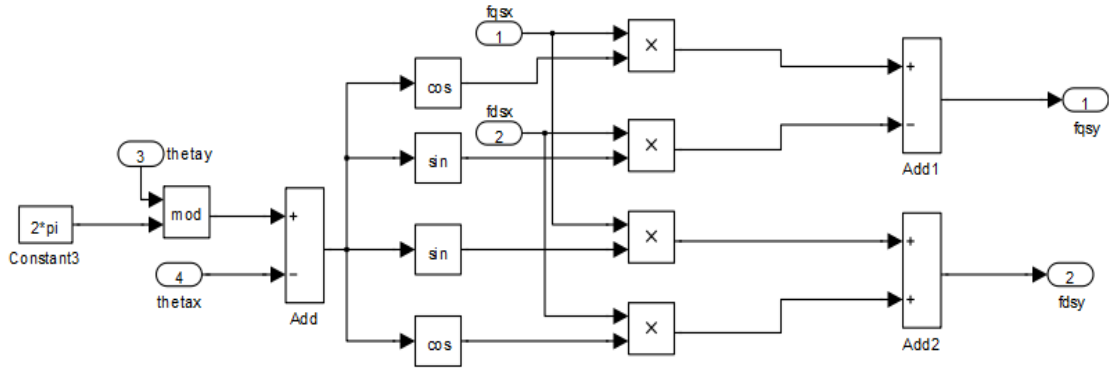 fqsx
1
×
cos
+
1
fqsy
fdsx
2
×
−
Add1
3
thetay
sin
mod
+
2*pi
Constant3
×
+
sin
4
thetax
−
Add
2
fdsy
+
×
cos
Add2